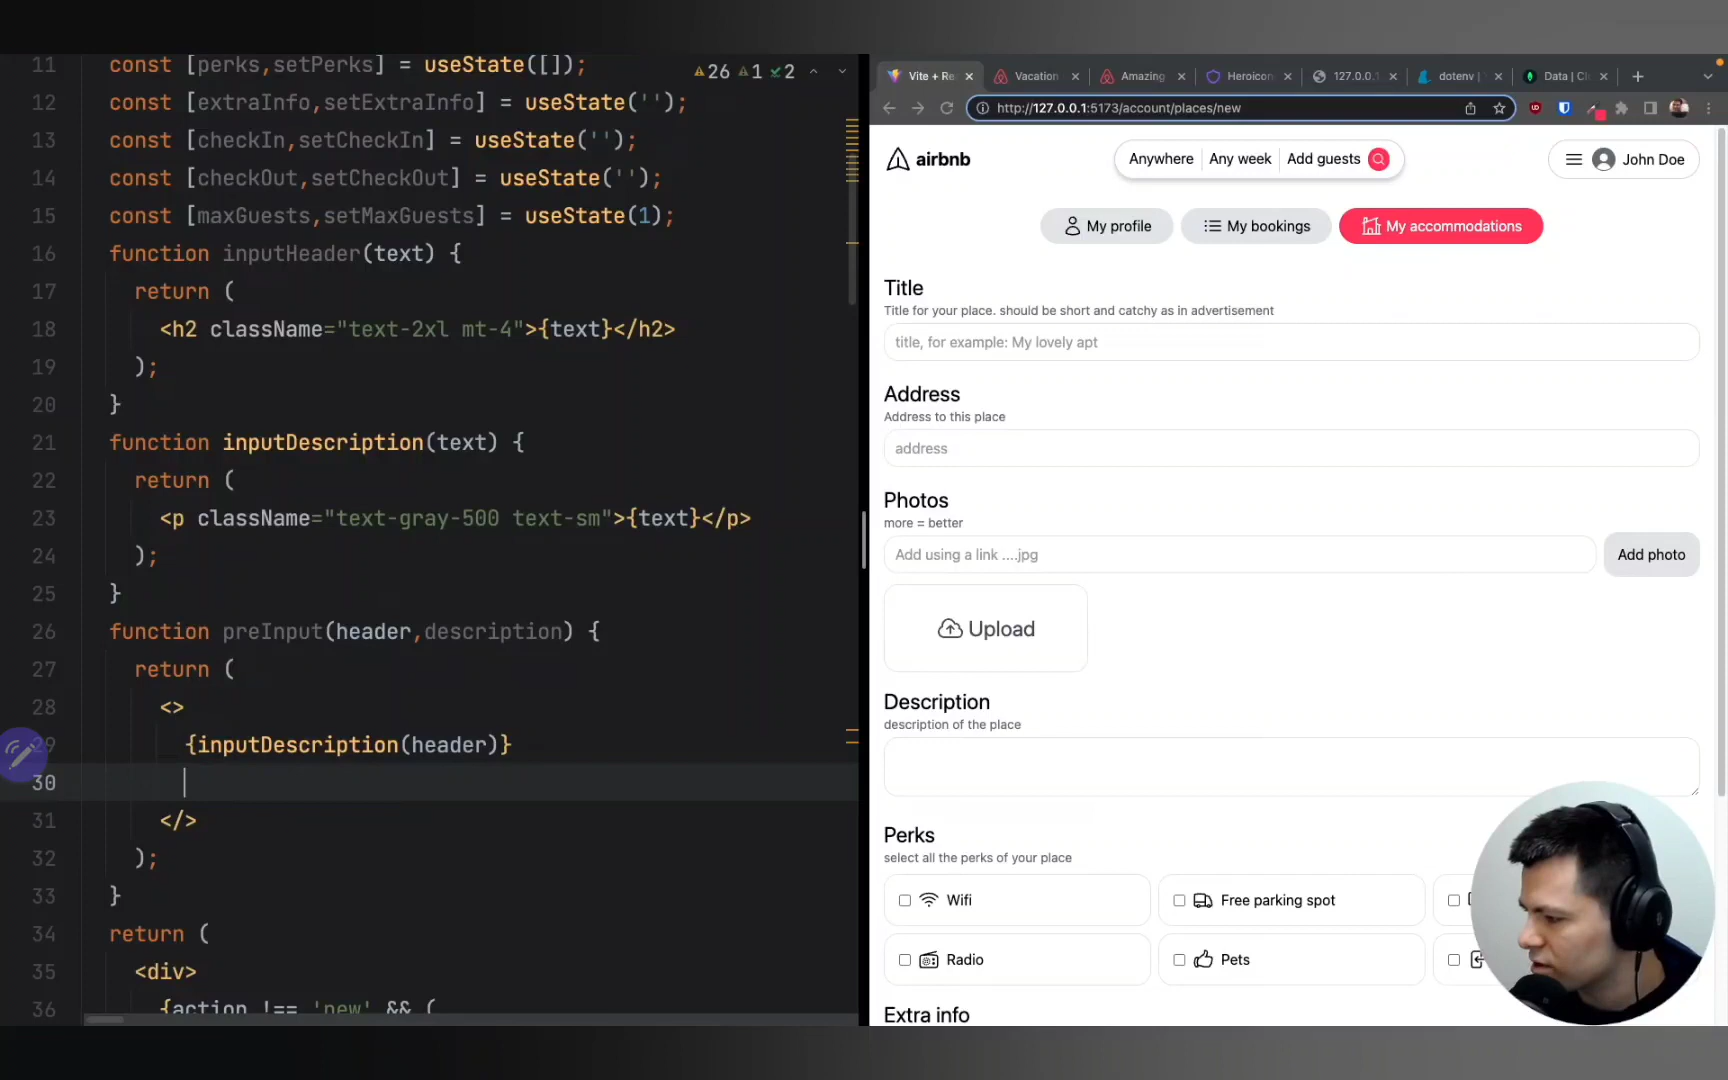 11 const [perks,setPerks] = useState([]);
26 1 2
12 const [extraInfo,setExtraInfo] = useState('');
13 const [checkIn,setCheckIn] = useState('');
14 const [checkOut,setCheckOut] = useState('');
15 const [maxGuests,setMaxGuests] = useState(1);
16 function inputHeader(text) {
17 return (
18 <h2 className="text-2xl mt-4">{text}</h2>
19 );
20 }
21 function inputDescription(text) {
22 return (
23 <p className="text-gray-500 text-sm">{text}</p>
24 );
25 }
26 function preInput(header,description) {
27 return (
28 <>
29 {inputDescription(header)}
30
31 </>
32 );
33 }
34 return (
35 <div>
36 {action !== 'new' && (
Vite + Re Vacation Amazing Heroicon 127.0.0.1 dotenv | Data | Cl
http://127.0.0.1:5173/account/places/new
airbnb Anywhere Any week Add guests John Doe
My profile My bookings My accommodations
Title
Title for your place. should be short and catchy as in advertisement
title, for example: My lovely apt
Address
Address to this place
address
Photos
more = better
Add using a link ....jpg Add photo
Upload
Description
description of the place
Perks
select all the perks of your place
Wifi Free parking spot
Radio Pets
Extra info